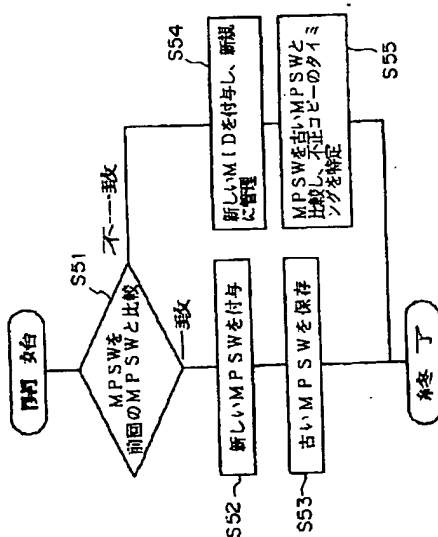 開始
S51
MPSWを
前回のMPSWと比較
一致
不一致
S52
新しいMPSWを付与
S53
古いMPSWを保存
S54
新しいMIDを付与し、新規
に管理
S55
MPSWを古いMPSWと
比較し、不正コピーのタイミ
ングを特定
終了